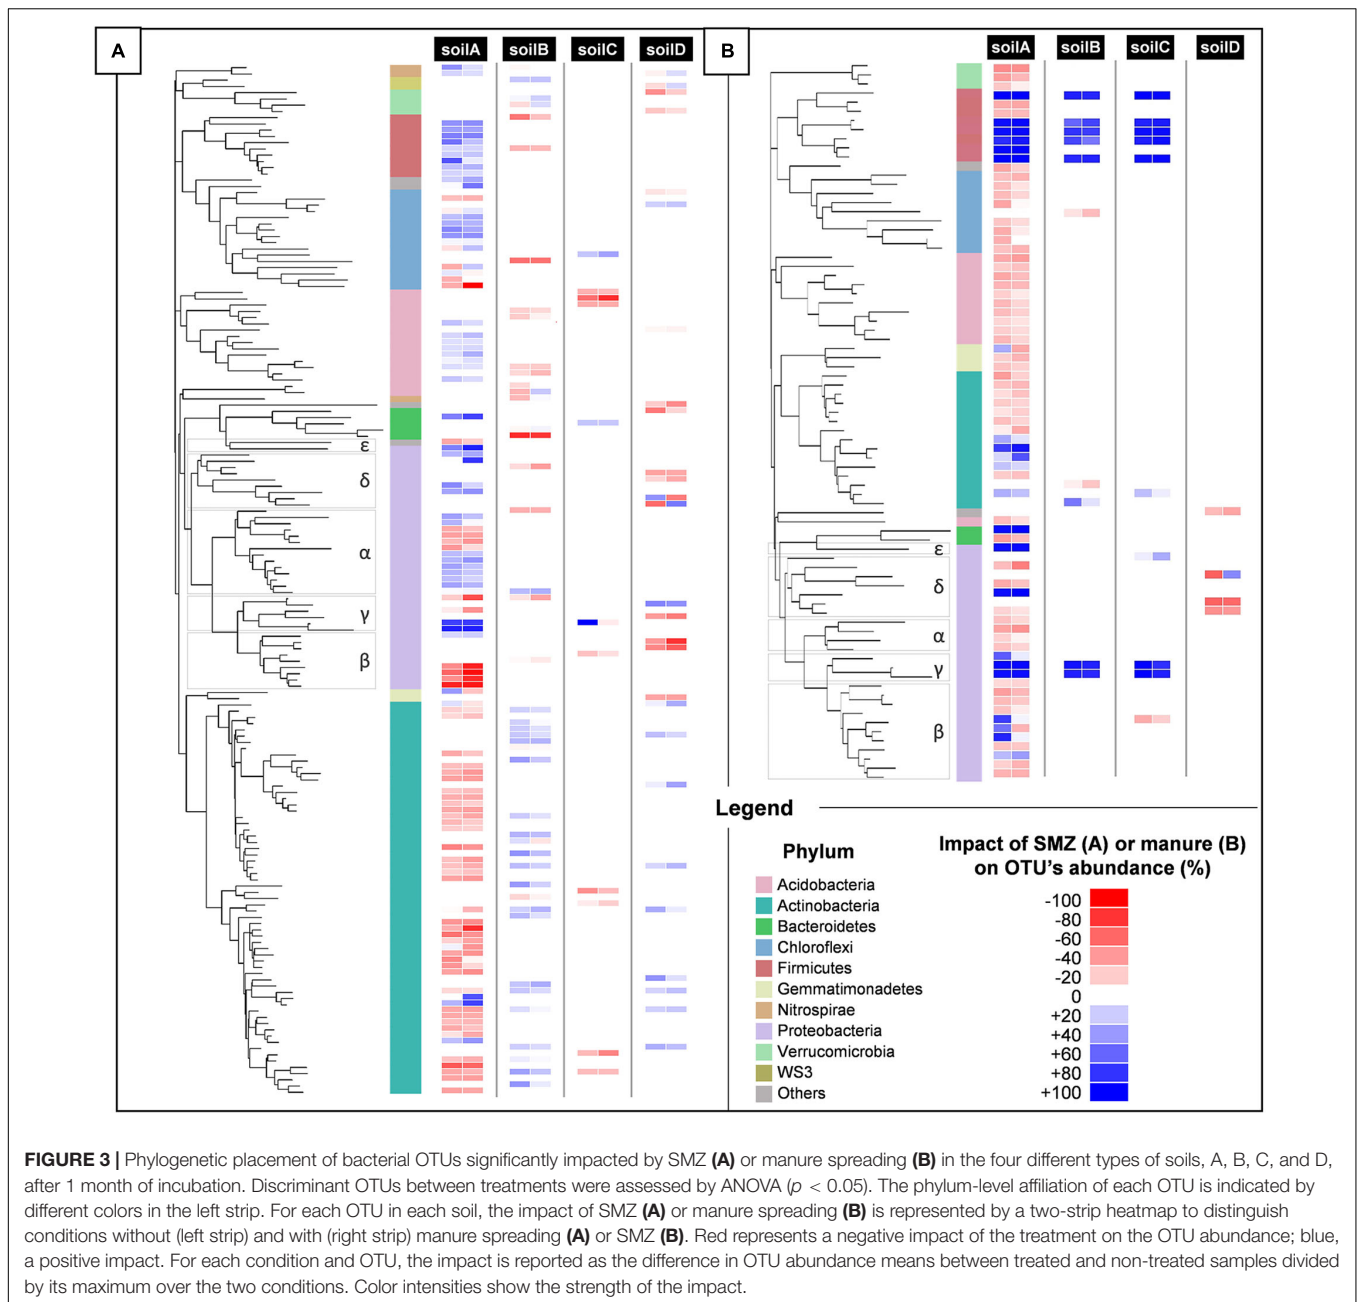 A
soilA soilB soilC soilD
ε
δ
α
γ
β
B
soilA soilB soilC soilD
ε
δ
α
γ
β
Legend
Phylum
Acidobacteria
Actinobacteria
Bacteroidetes
Chloroflexi
Firmicutes
Gemmatimonadetes
Nitrospirae
Proteobacteria
Verrucomicrobia
WS3
Others
Impact of SMZ (A) or manure (B)
on OTU's abundance (%)
-100
-80
-60
-40
-20
0
+20
+40
+60
+80
+100
FIGURE 3 | Phylogenetic placement of bacterial OTUs significantly impacted by SMZ (A) or manure spreading (B) in the four different types of soils, A, B, C, and D,
after 1 month of incubation. Discriminant OTUs between treatments were assessed by ANOVA (p < 0.05). The phylum-level affiliation of each OTU is indicated by
different colors in the left strip. For each OTU in each soil, the impact of SMZ (A) or manure spreading (B) is represented by a two-strip heatmap to distinguish
conditions without (left strip) and with (right strip) manure spreading (A) or SMZ (B). Red represents a negative impact of the treatment on the OTU abundance; blue,
a positive impact. For each condition and OTU, the impact is reported as the difference in OTU abundance means between treated and non-treated samples divided
by its maximum over the two conditions. Color intensities show the strength of the impact.